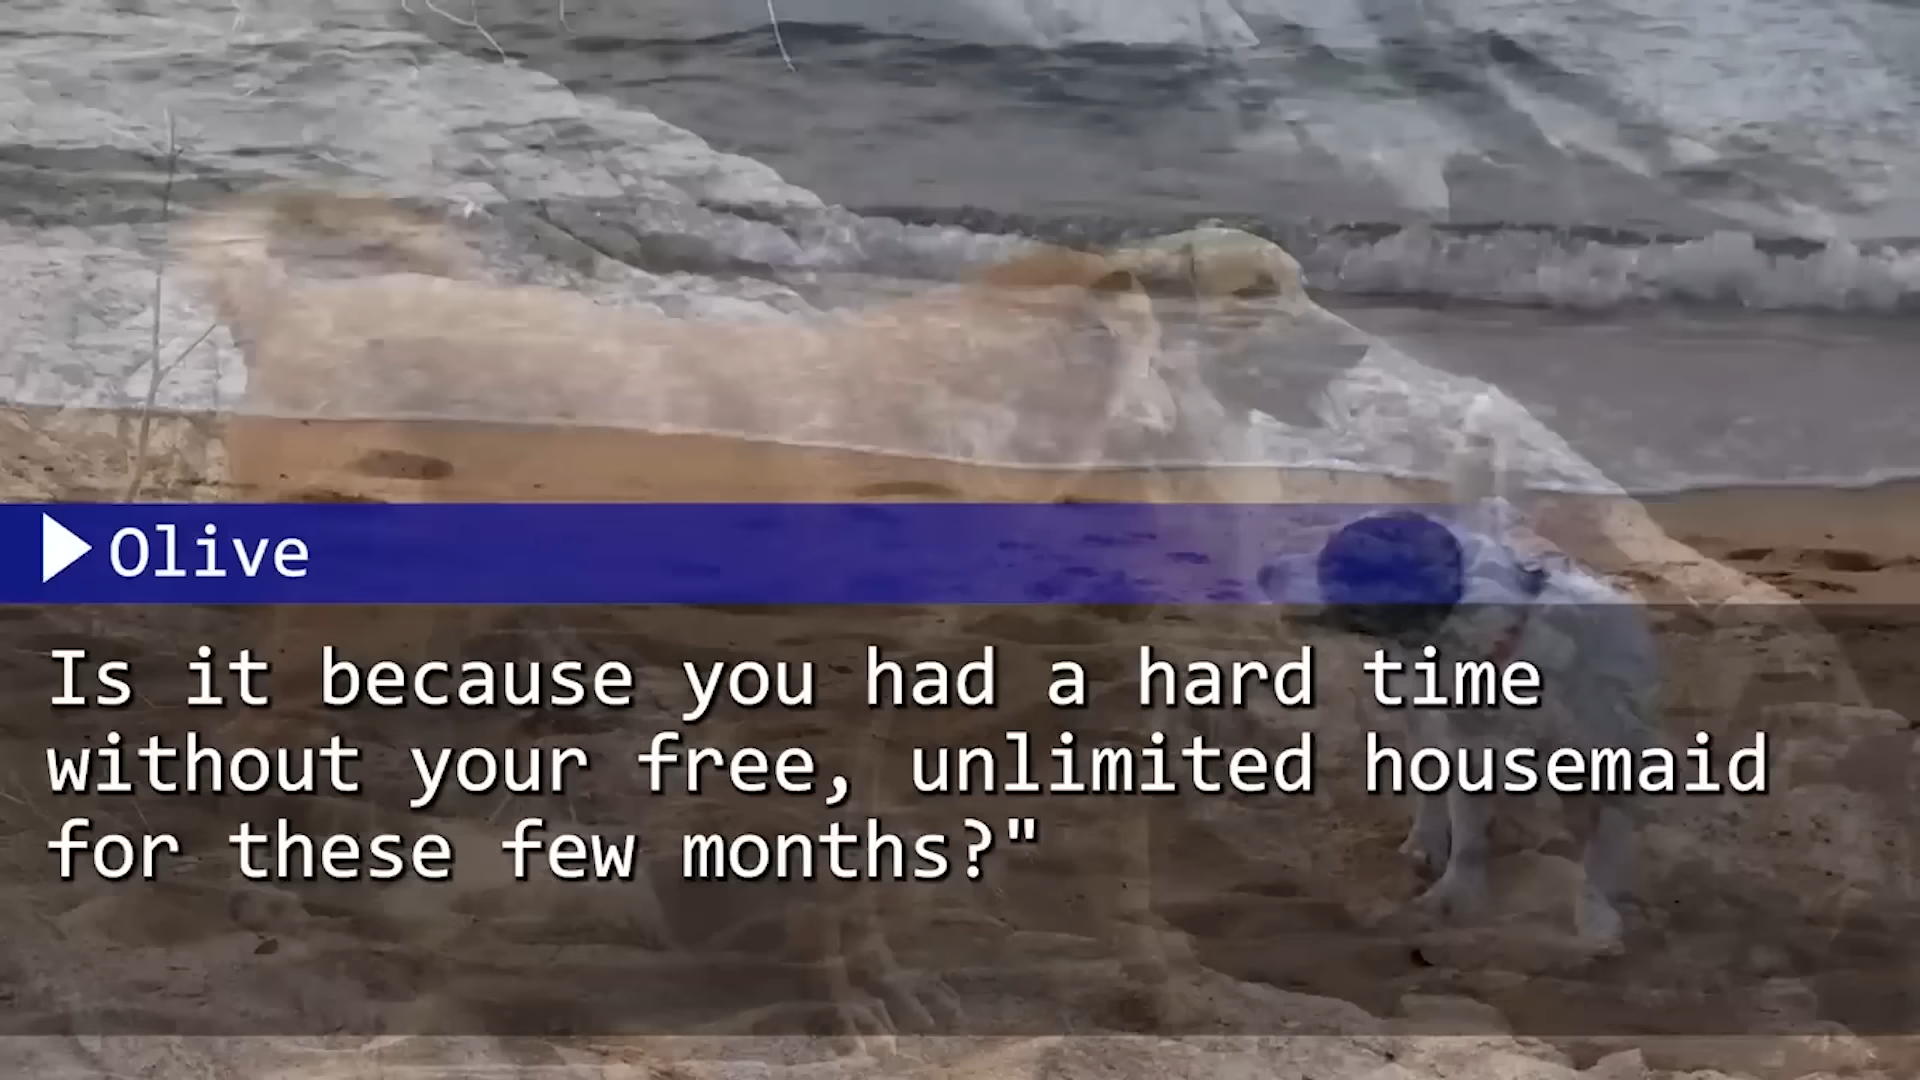 Olive
Is it because you had a hard time
without your free, unlimited housemaid
for these few months?"